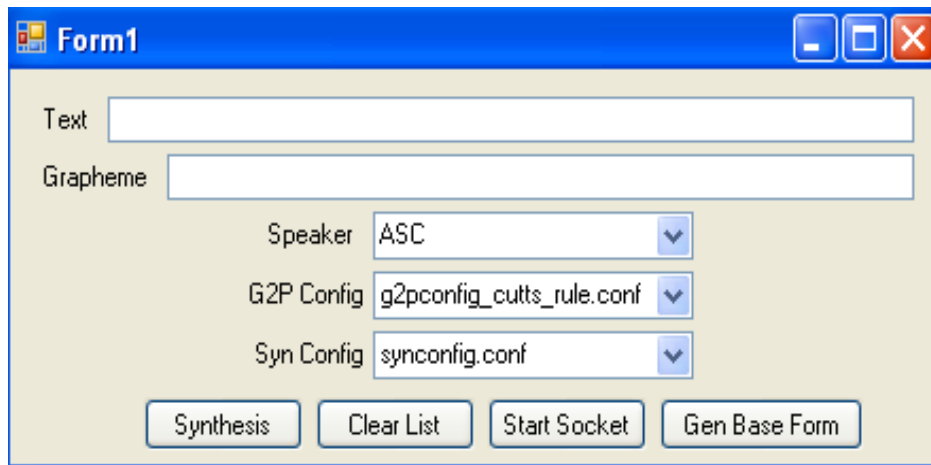 Form1
Text
Grapheme
Speaker ASC
G2P Config g2pconfig_cutts_rule.conf
Syn Config synconfig.conf
Synthesis Clear List Start Socket Gen Base Form